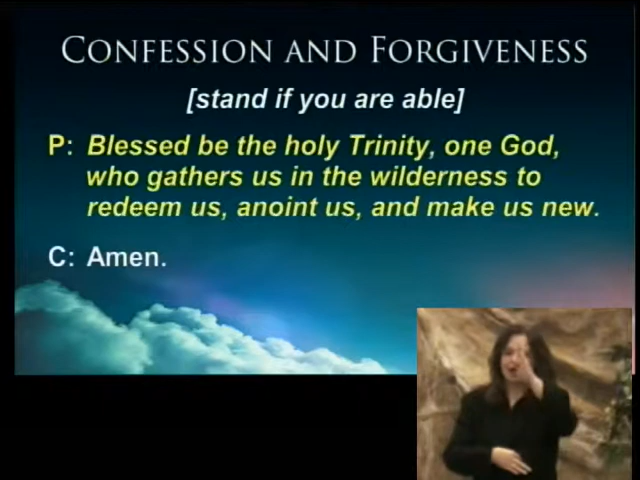 CONFESSION AND FORGIVENESS
[stand if you are able]
P: Blessed be the holy Trinity, one God,
who gathers us in the wilderness to
redeem us, anoint us, and make us new.
C: Amen.